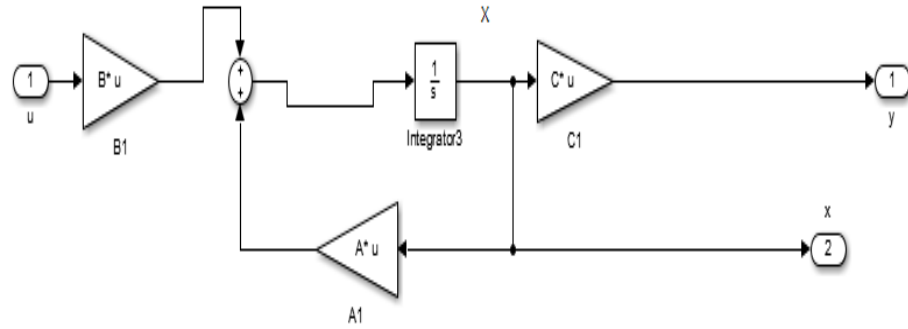 X
1
u
B* u
B1
+
+
1
s
Integrator3
C* u
C1
1
y
A* u
A1
x
2